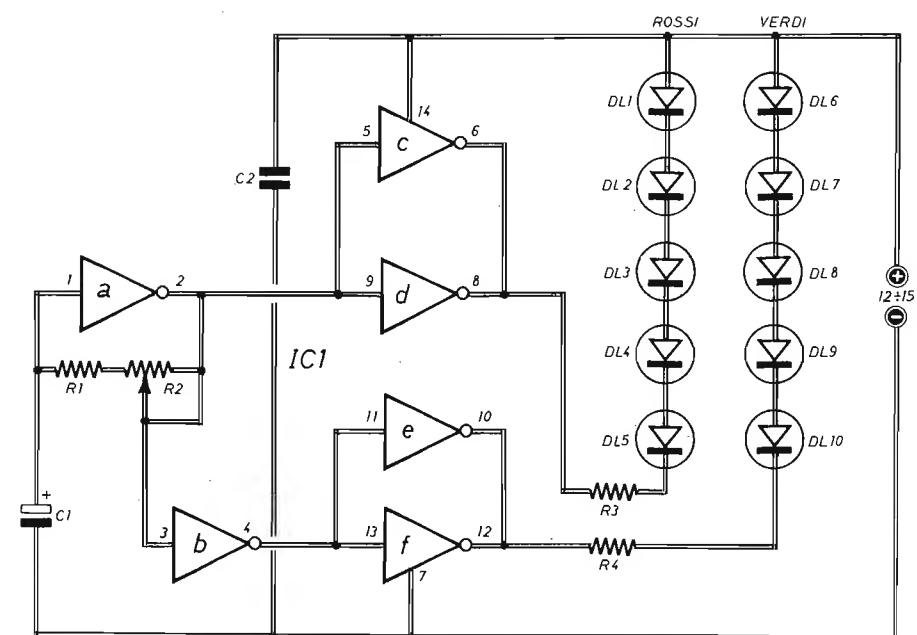 ROSSI VERDI
DL1 DL6
14
5 c 6
C2
DL2 DL7
1 a 2
9 d 8
DL3 DL8
+
12÷15
−
IC1
DL4 DL9
R1 R2
11 e 10
DL5 DL10
R3
+
C1
3 b 4
13 f 12
7
R4